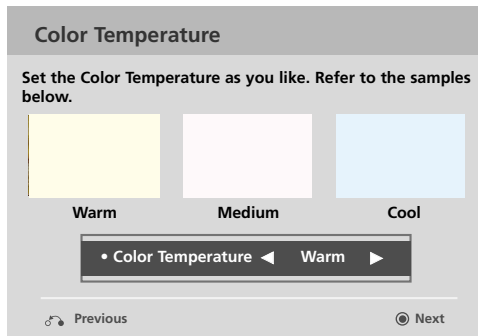 Color Temperature
Set the Color Temperature as you like. Refer to the samples
below.
Warm Medium Cool
• Color Temperature ◀ Warm ▶
Previous Next